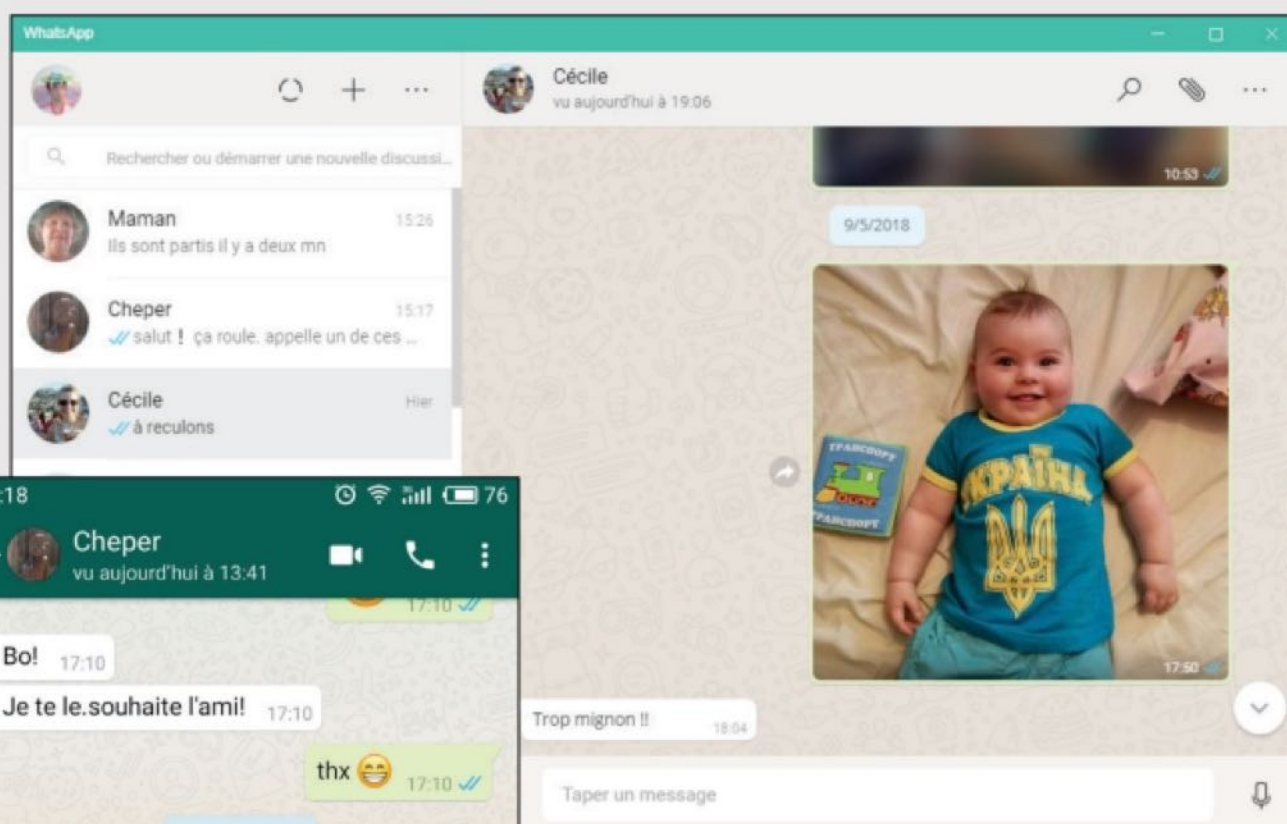 WhatsApp
Rechercher ou démarrer une nouvelle discussi...
Maman
15:26
Ils sont partis il y a deux mn
Cheper
15:17
salut ! ça roule. appelle un de ces ...
Cécile
Hier
à reculons
Cécile
vu aujourd'hui à 19:06
10:53
9/5/2018
ТРАНСПОРТ
ТРАНСПОРТ
УКРАЇНА
17:50
Trop mignon !!
18:04
Taper un message
:18
76
Cheper
vu aujourd'hui à 13:41
17:10
Bo! 17:10
Je te le.souhaite l'ami! 17:10
thx 😁 17:10